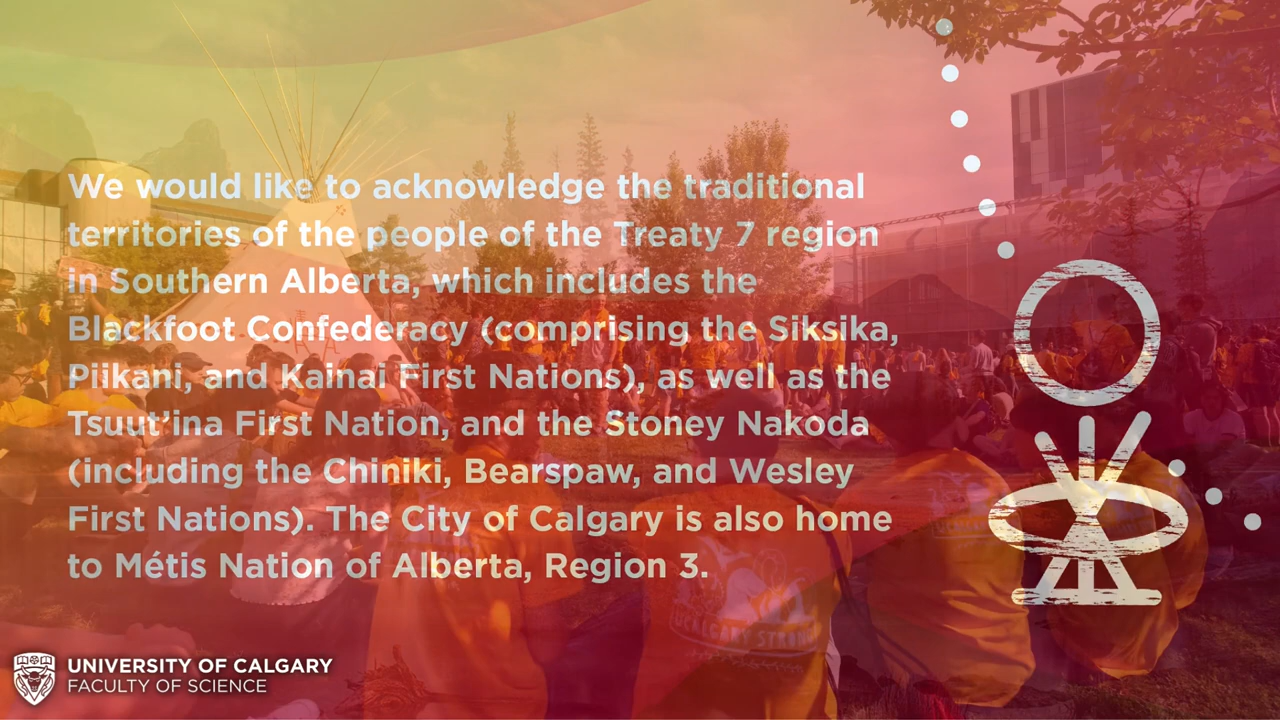 We would like to acknowledge the traditional
territories of the people of the Treaty 7 region
in Southern Alberta, which includes the
Blackfoot Confederacy (comprising the Siksika,
Piikani, and Kainai First Nations), as well as the
Tsuut’ina First Nation, and the Stoney Nakoda
(including the Chiniki, Bearspaw, and Wesley
First Nations). The City of Calgary is also home
to Métis Nation of Alberta, Region 3.
UCALGARY STRONG
UNIVERSITY OF CALGARY
FACULTY OF SCIENCE